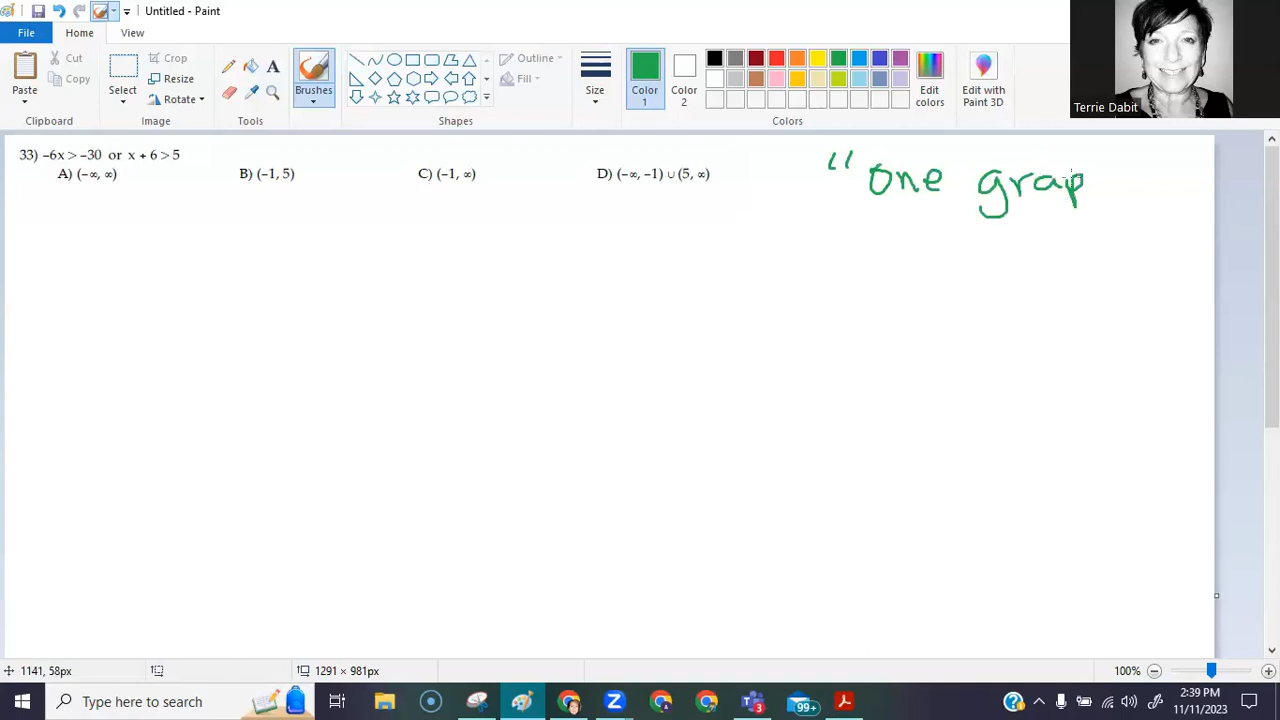 Untitled - Paint
File Home View
Paste Cut Copy Select Crop Resize Rotate A Brushes Outline Fill Size Color 1 Color 2 Edit colors Edit with Paint 3D
Clipboard Image Tools Shapes Colors
Terrie Dabit
33) –6x > –30 or x + 6 > 5
A) (–∞, ∞) B) (–1, 5) C) (–1, ∞) D) (–∞, –1) ∪ (5, ∞)
“ one grap
1141, 58px 1291 × 981px 100%
Type here to search 3 99+ 2:39 PM
11/11/2023